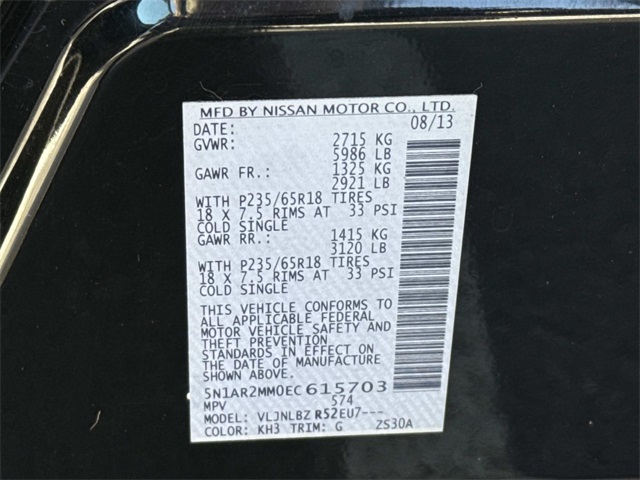 MFD BY NISSAN MOTOR CO., LTD.
DATE: 08/13
GVWR: 2715 KG
5986 LB
GAWR FR.: 1325 KG
2921 LB
WITH P235/65R18 TIRES
18 X 7.5 RIMS AT 33 PSI
COLD SINGLE
GAWR RR.: 1415 KG
3120 LB
WITH P235/65R18 TIRES
18 X 7.5 RIMS AT 33 PSI
COLD SINGLE
THIS VEHICLE CONFORMS TO
ALL APPLICABLE FEDERAL
MOTOR VEHICLE SAFETY AND
THEFT PREVENTION
STANDARDS IN EFFECT ON
THE DATE OF MANUFACTURE
SHOWN ABOVE.
5N1AR2MM0EC615703
MPV 574
MODEL: VLJNLBZ R52EU7---
COLOR: KH3 TRIM: G ZS30A